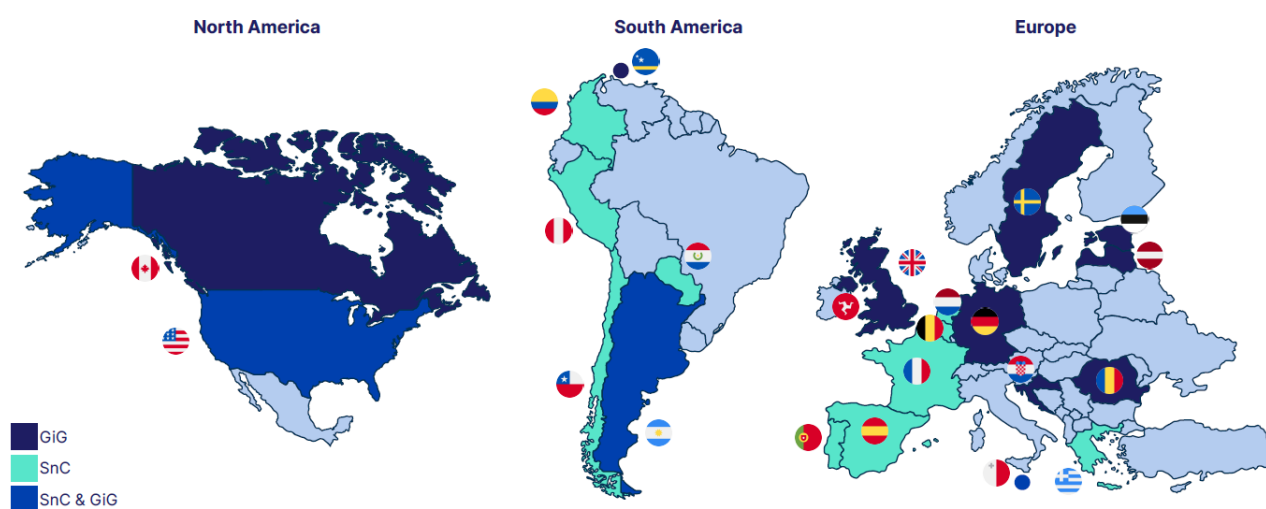 North America
South America
Europe
GiG
SnC
SnC & GiG